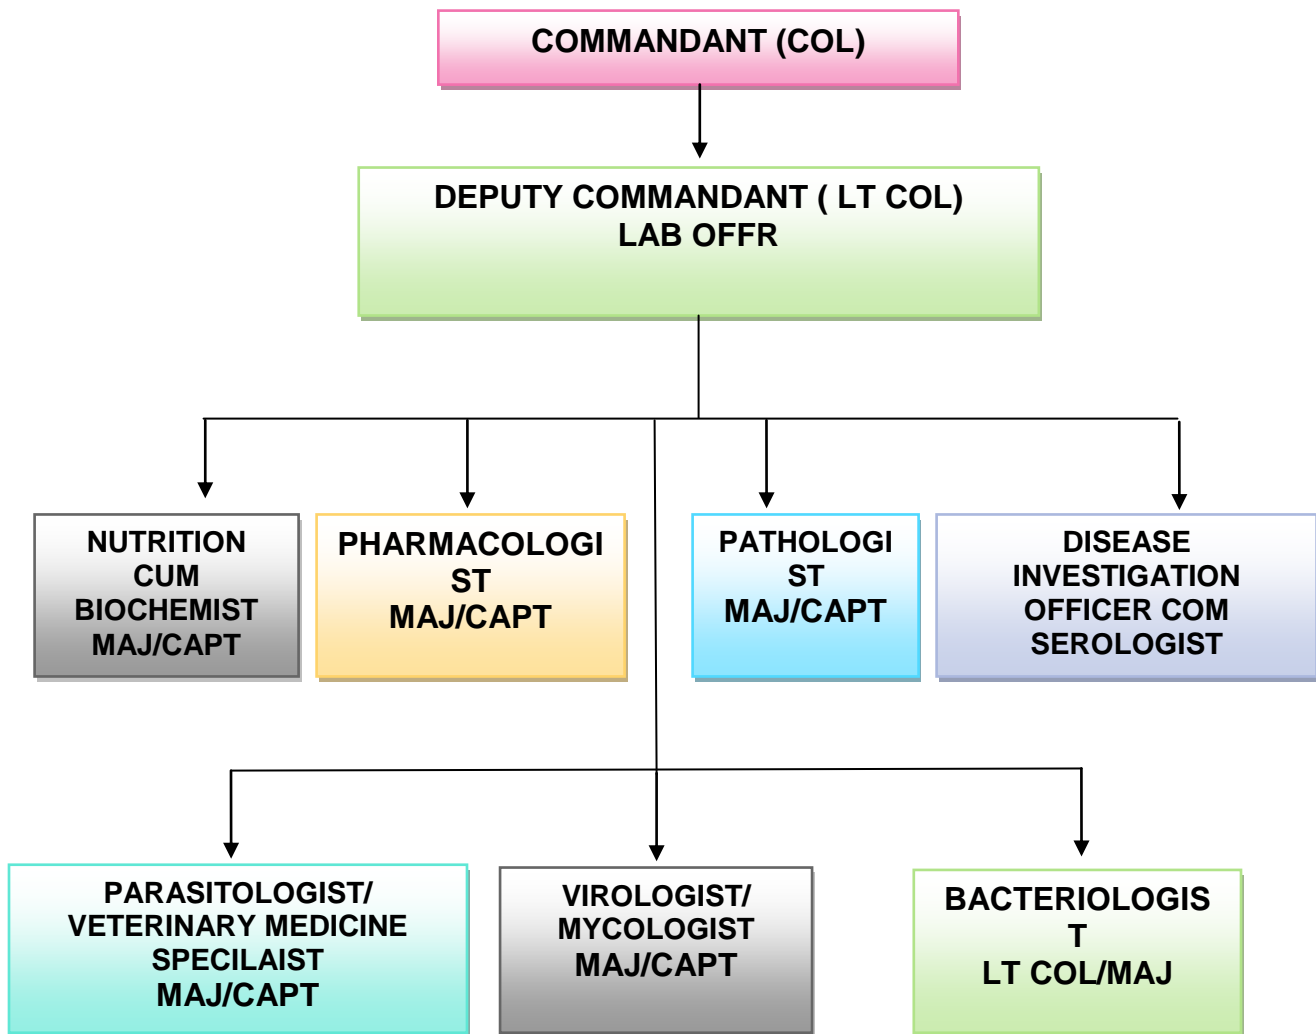 COMMANDANT (COL)
DEPUTY COMMANDANT ( LT COL)
LAB OFFR
NUTRITION
CUM
BIOCHEMIST
MAJ/CAPT
PHARMACOLOGI
ST
MAJ/CAPT
PATHOLOGI
ST
MAJ/CAPT
DISEASE
INVESTIGATION
OFFICER COM
SEROLOGIST
PARASITOLOGIST/
VETERINARY MEDICINE
SPECILAIST
MAJ/CAPT
VIROLOGIST/
MYCOLOGIST
MAJ/CAPT
BACTERIOLOGIS
T
LT COL/MAJ